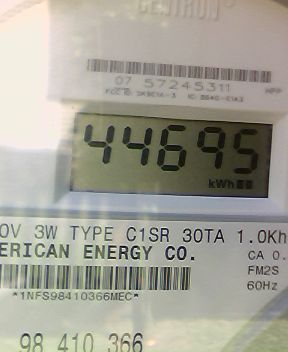 CENTRON
07 57245311
44695
kWh
0V 3W TYPE C1SR 30TA 1.0Kh
ERICAN ENERGY CO.
CA 0.
FM2S
60Hz
*1NFS98410366MEC*
98 410 366